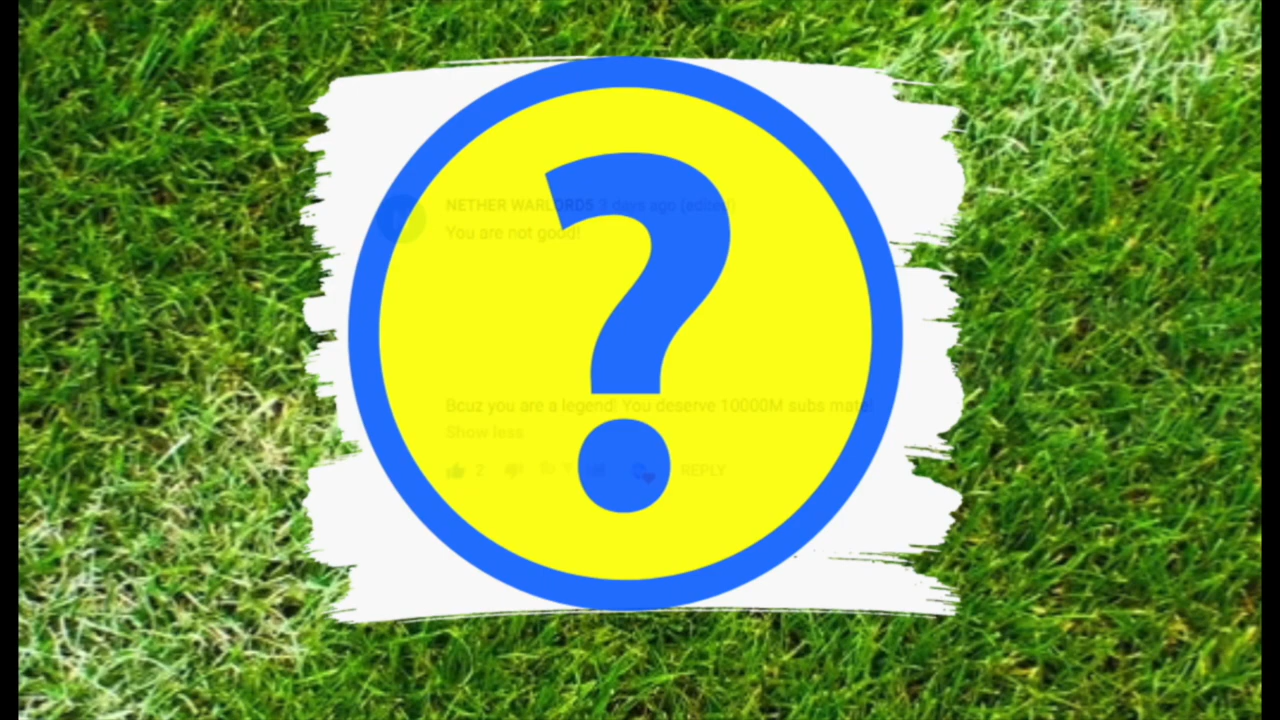 ?
NETHER WARLORDS 3 days ago (edited)
You are not good!
Bcuz you are a legend! You deserve 10000M subs mate!
Show less
2 REPLY